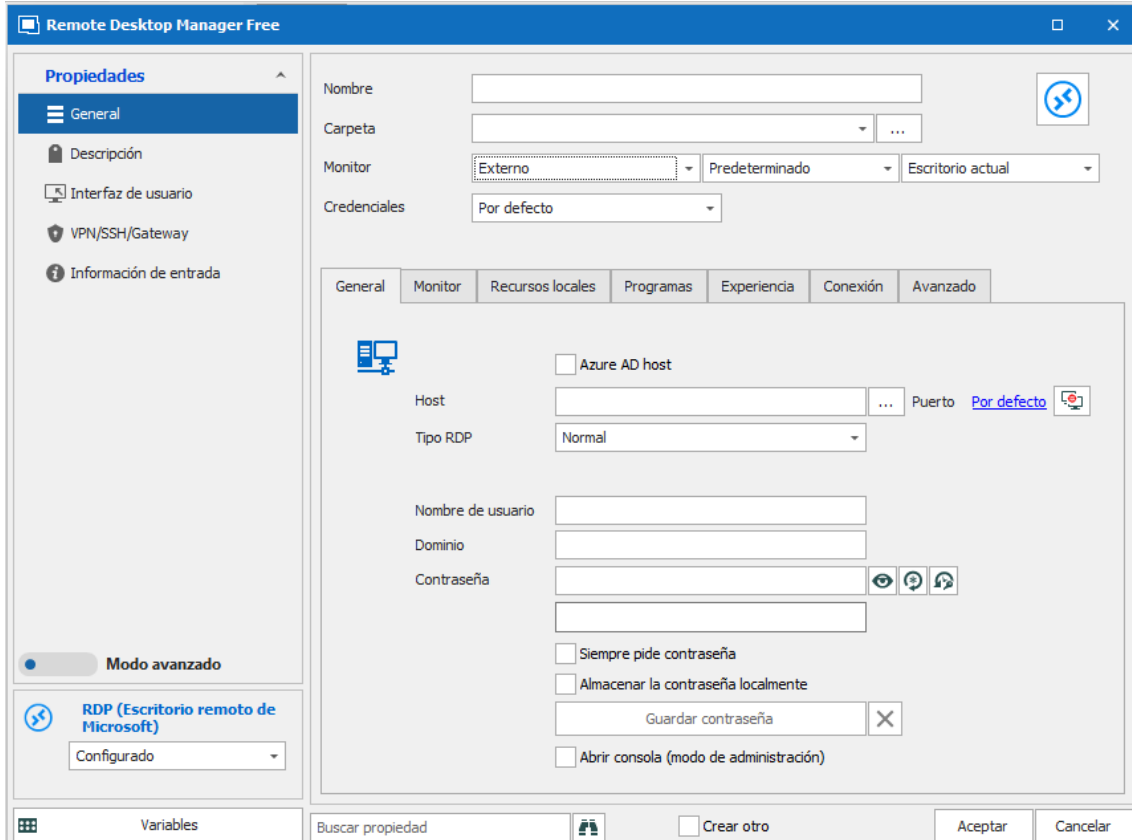 Remote Desktop Manager Free
Propiedades
General
Descripción
Interfaz de usuario
VPN/SSH/Gateway
Información de entrada
Modo avanzado
RDP (Escritorio remoto de
Microsoft)
Configurado
Variables
Nombre
Carpeta
...
Monitor
Externo
Predeterminado
Escritorio actual
Credenciales
Por defecto
General
Monitor
Recursos locales
Programas
Experiencia
Conexión
Avanzado
Azure AD host
Host
...
Puerto
Por defecto
Tipo RDP
Normal
Nombre de usuario
Dominio
Contraseña
Siempre pide contraseña
Almacenar la contraseña localmente
Guardar contraseña
Abrir consola (modo de administración)
Buscar propiedad
Crear otro
Aceptar
Cancelar